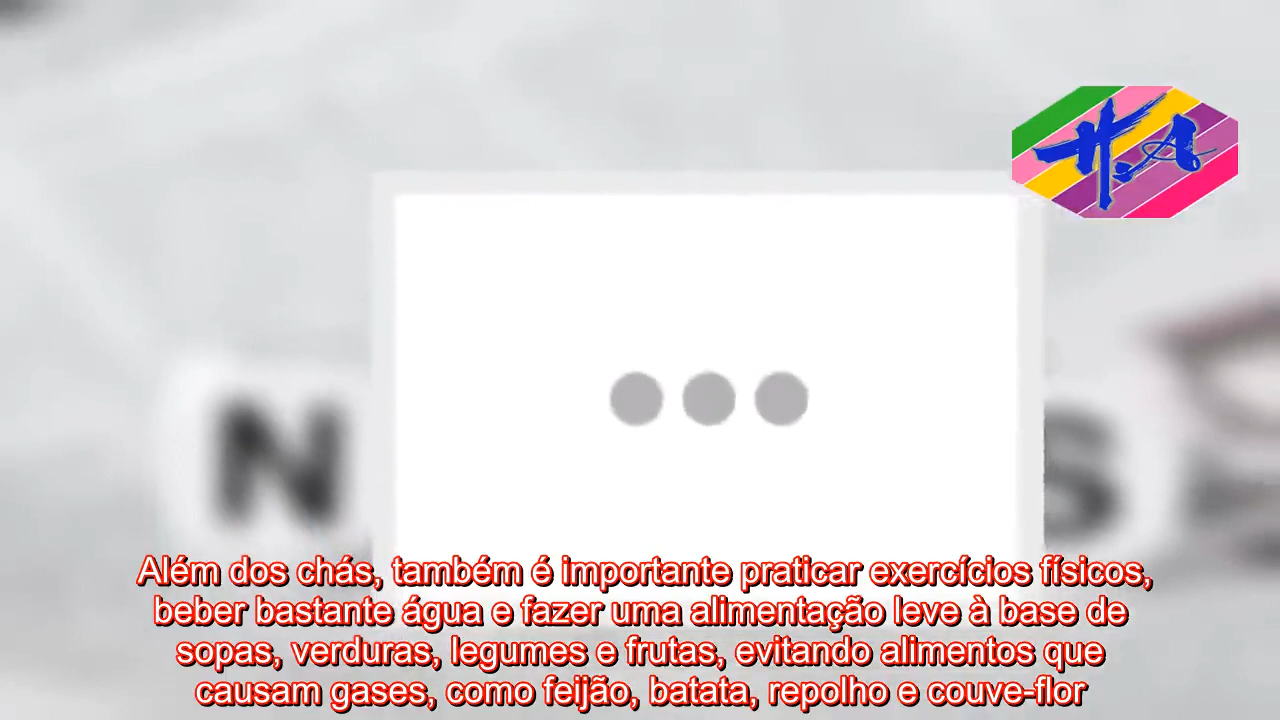 H.A
N
S
Além dos chás, também é importante praticar exercícios físicos,
beber bastante água e fazer uma alimentação leve à base de
sopas, verduras, legumes e frutas, evitando alimentos que
causam gases, como feijão, batata, repolho e couve-flor